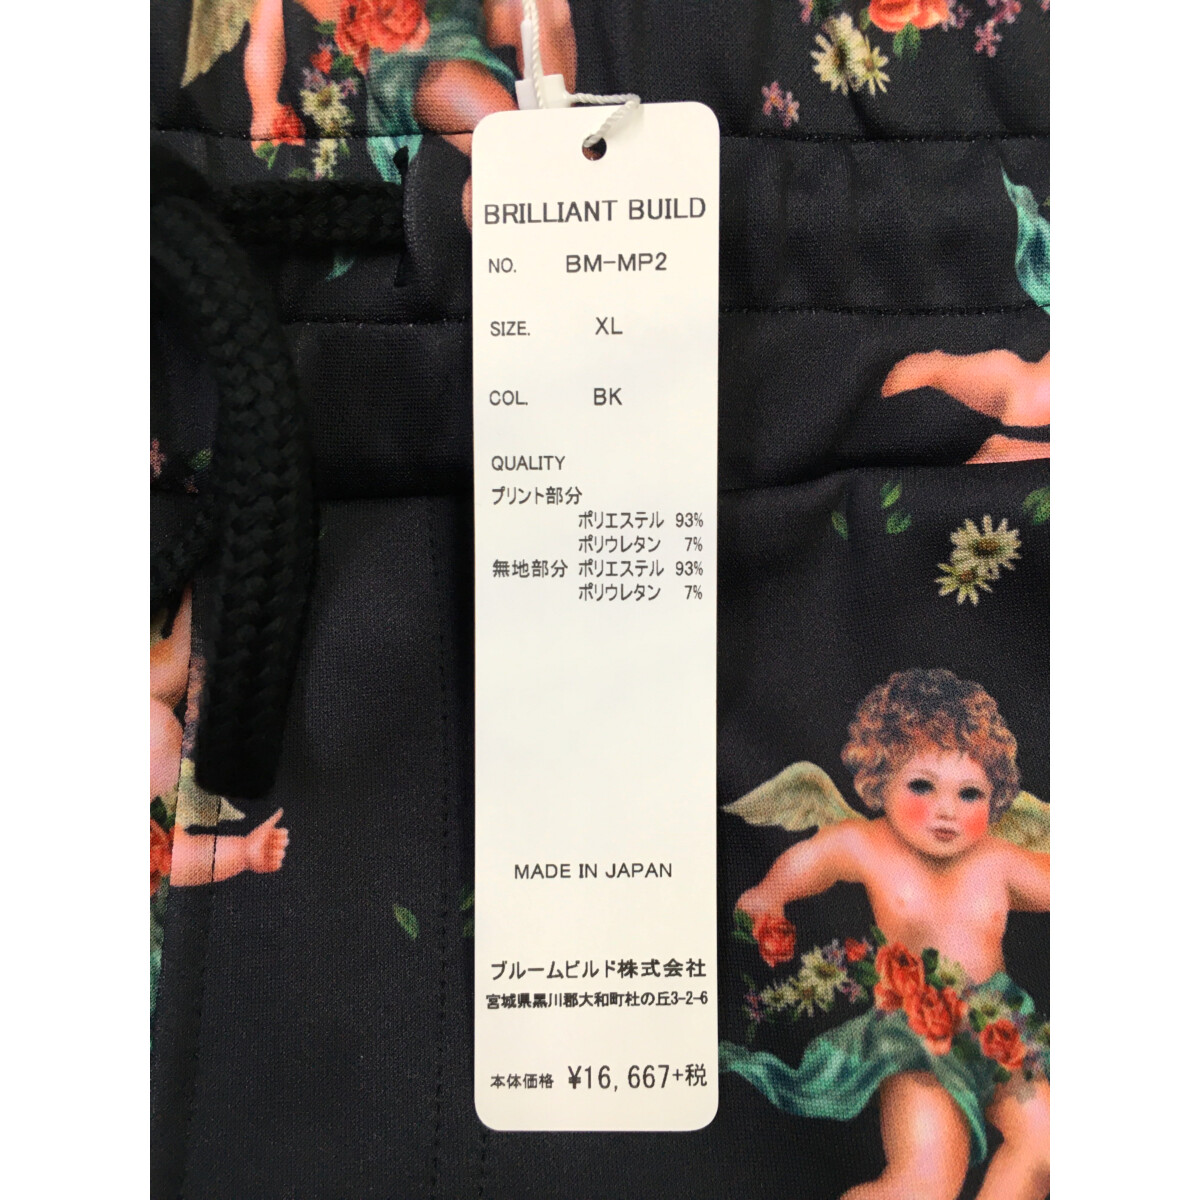 BRILLIANT BUILD
NO. BM-MP2
SIZE. XL
COL. BK
QUALITY
プリント部分
ポリエステル 93%
ポリウレタン 7%
無地部分 ポリエステル 93%
ポリウレタン 7%
MADE IN JAPAN
ブルームビルド株式会社
宮城県黒川郡大和町杜の丘3-2-6
本体価格 ¥16,667+税